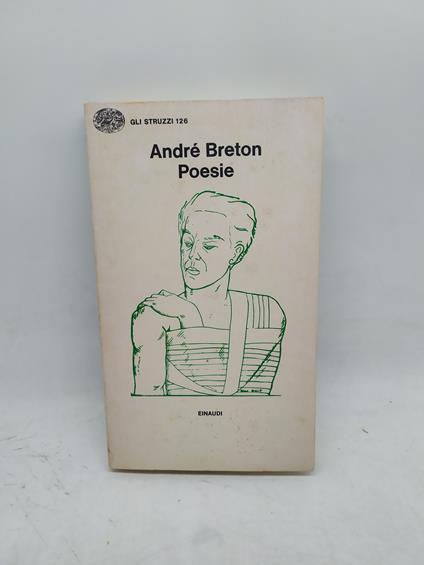 GLI STRUZZI 126
André Breton
Poesie
EINAUDI